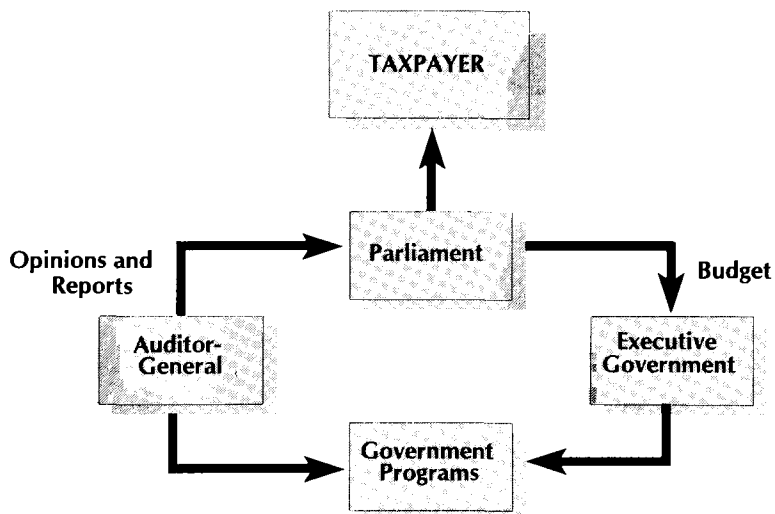 TAXPAYER
Parliament
Opinions and
Reports
Budget
Auditor-
General
Executive
Government
Government
Programs